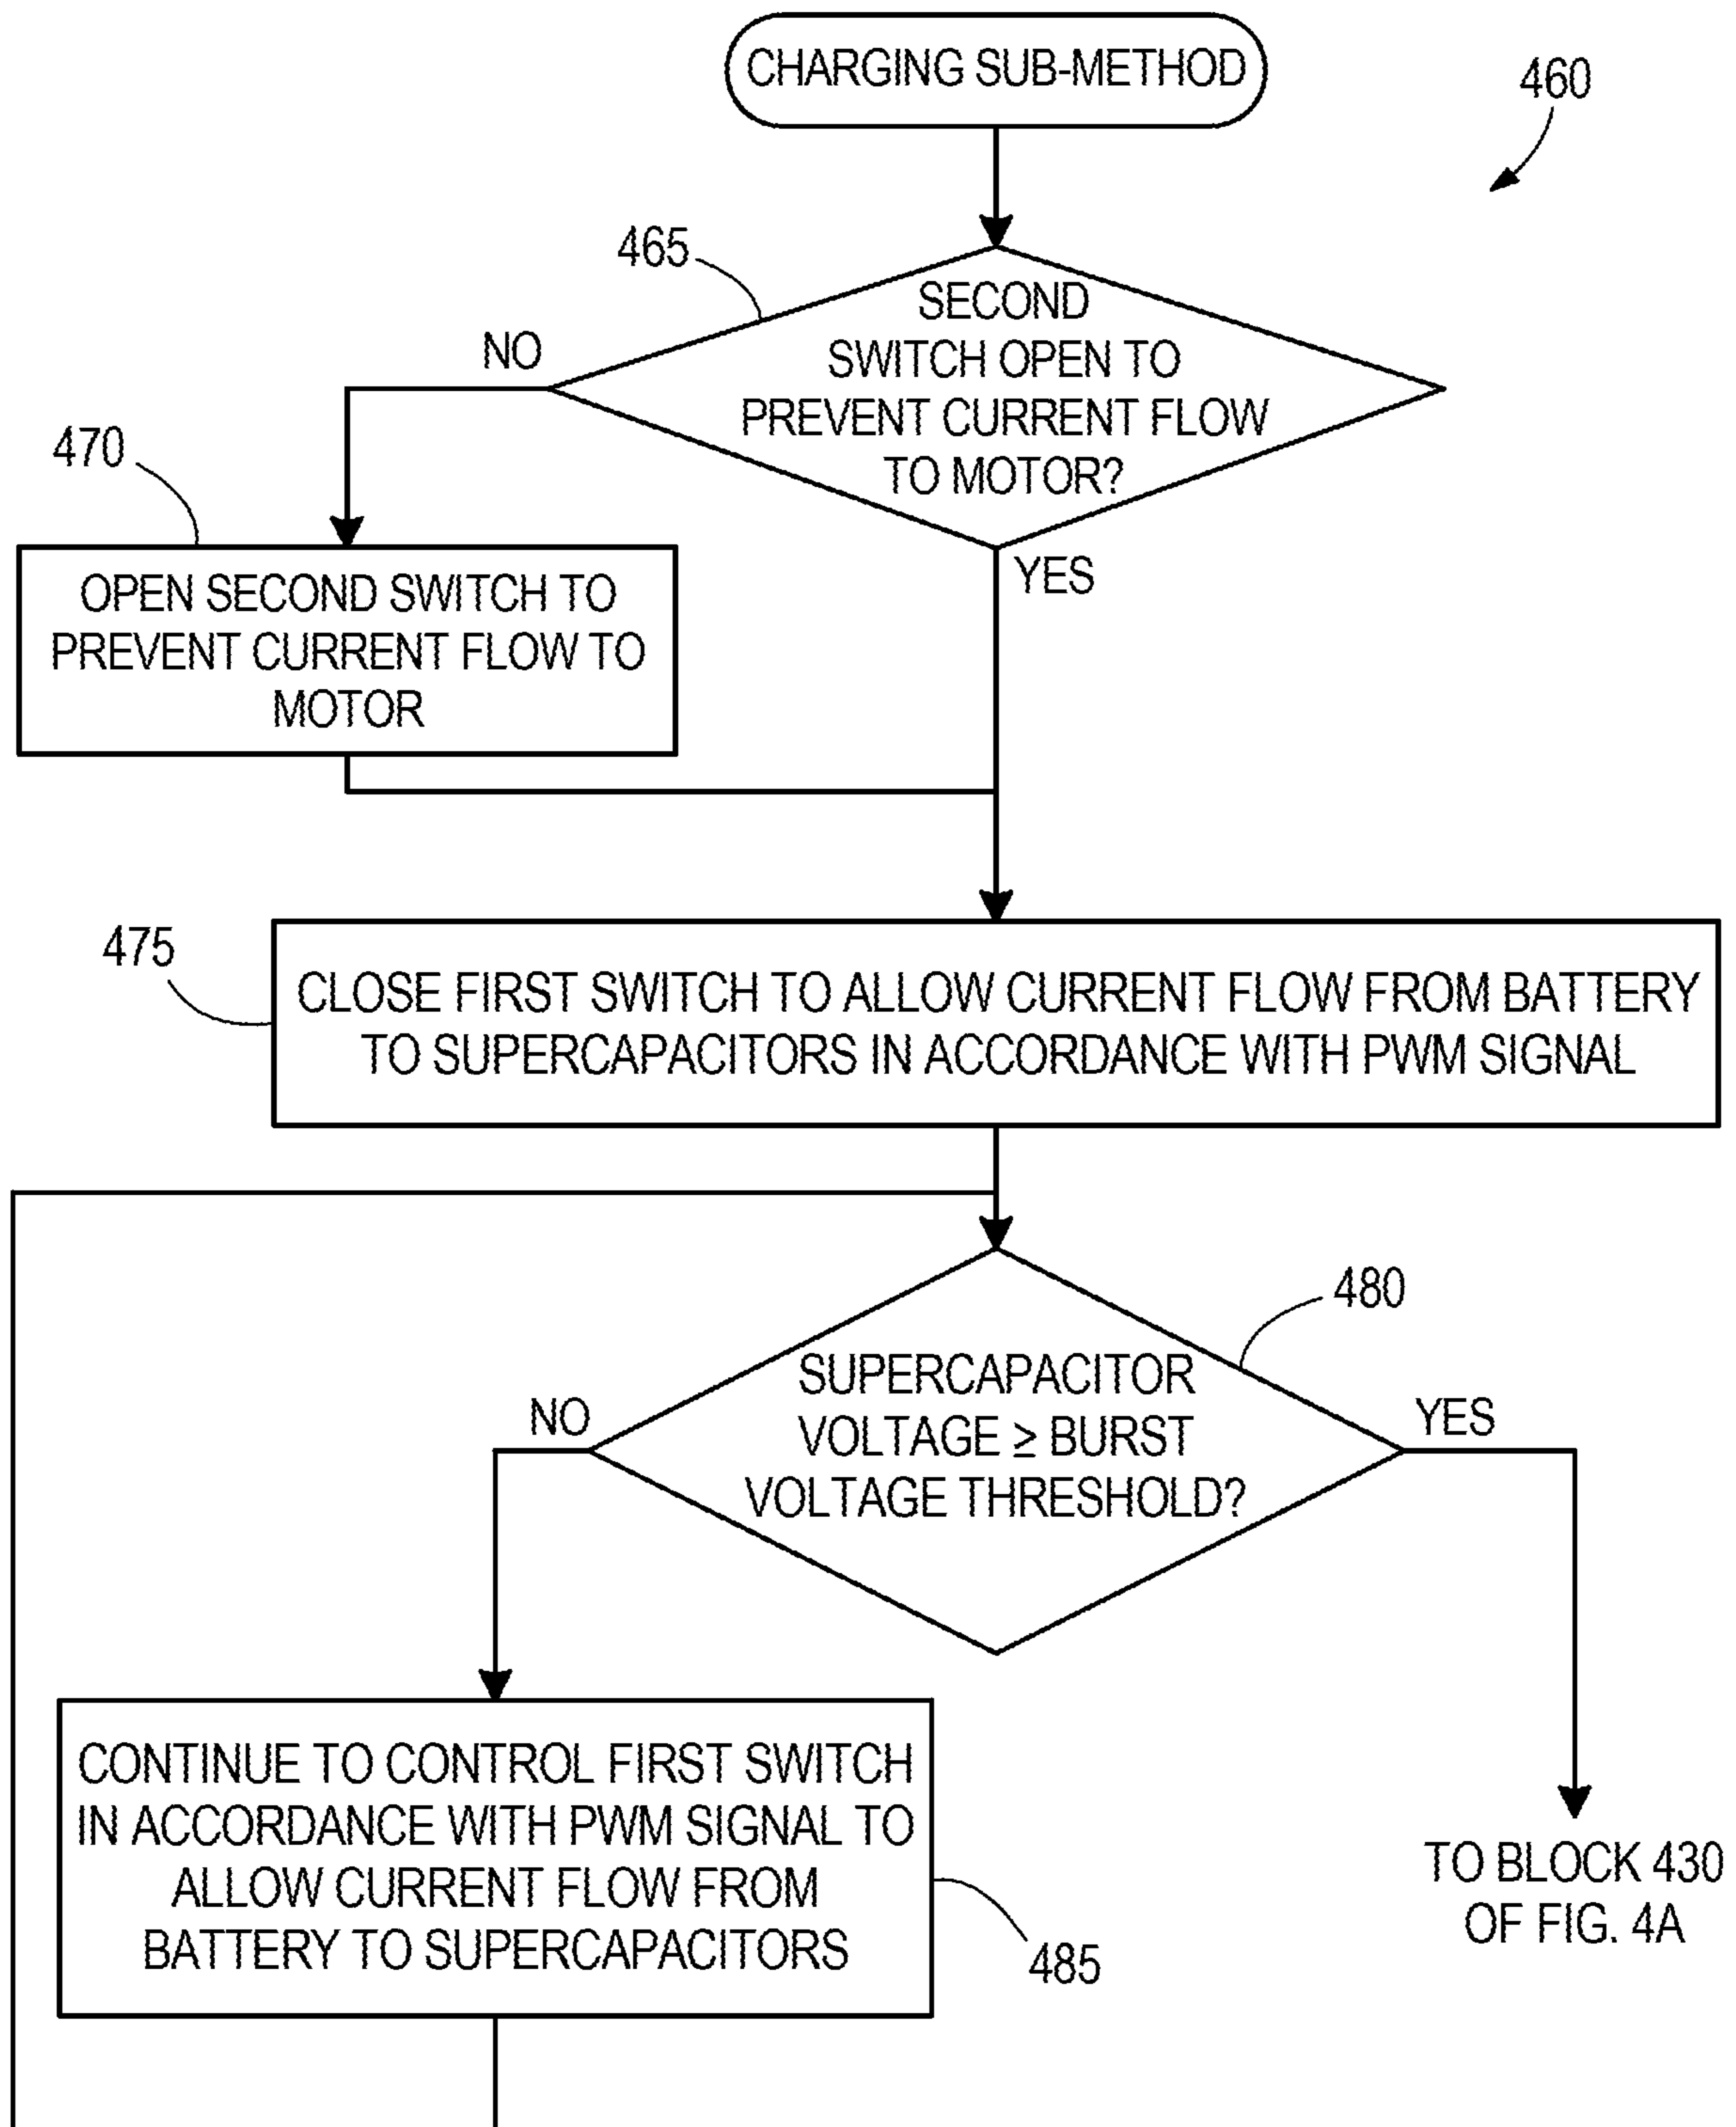 CHARGING SUB-METHOD
460
465
SECOND
SWITCH OPEN TO
PREVENT CURRENT FLOW
TO MOTOR?
NO
YES
470
OPEN SECOND SWITCH TO
PREVENT CURRENT FLOW TO
MOTOR
475
CLOSE FIRST SWITCH TO ALLOW CURRENT FLOW FROM BATTERY
TO SUPERCAPACITORS IN ACCORDANCE WITH PWM SIGNAL
480
SUPERCAPACITOR
VOLTAGE ≥ BURST
VOLTAGE THRESHOLD?
NO
YES
CONTINUE TO CONTROL FIRST SWITCH
IN ACCORDANCE WITH PWM SIGNAL TO
ALLOW CURRENT FLOW FROM
BATTERY TO SUPERCAPACITORS
485
TO BLOCK 430
OF FIG. 4A